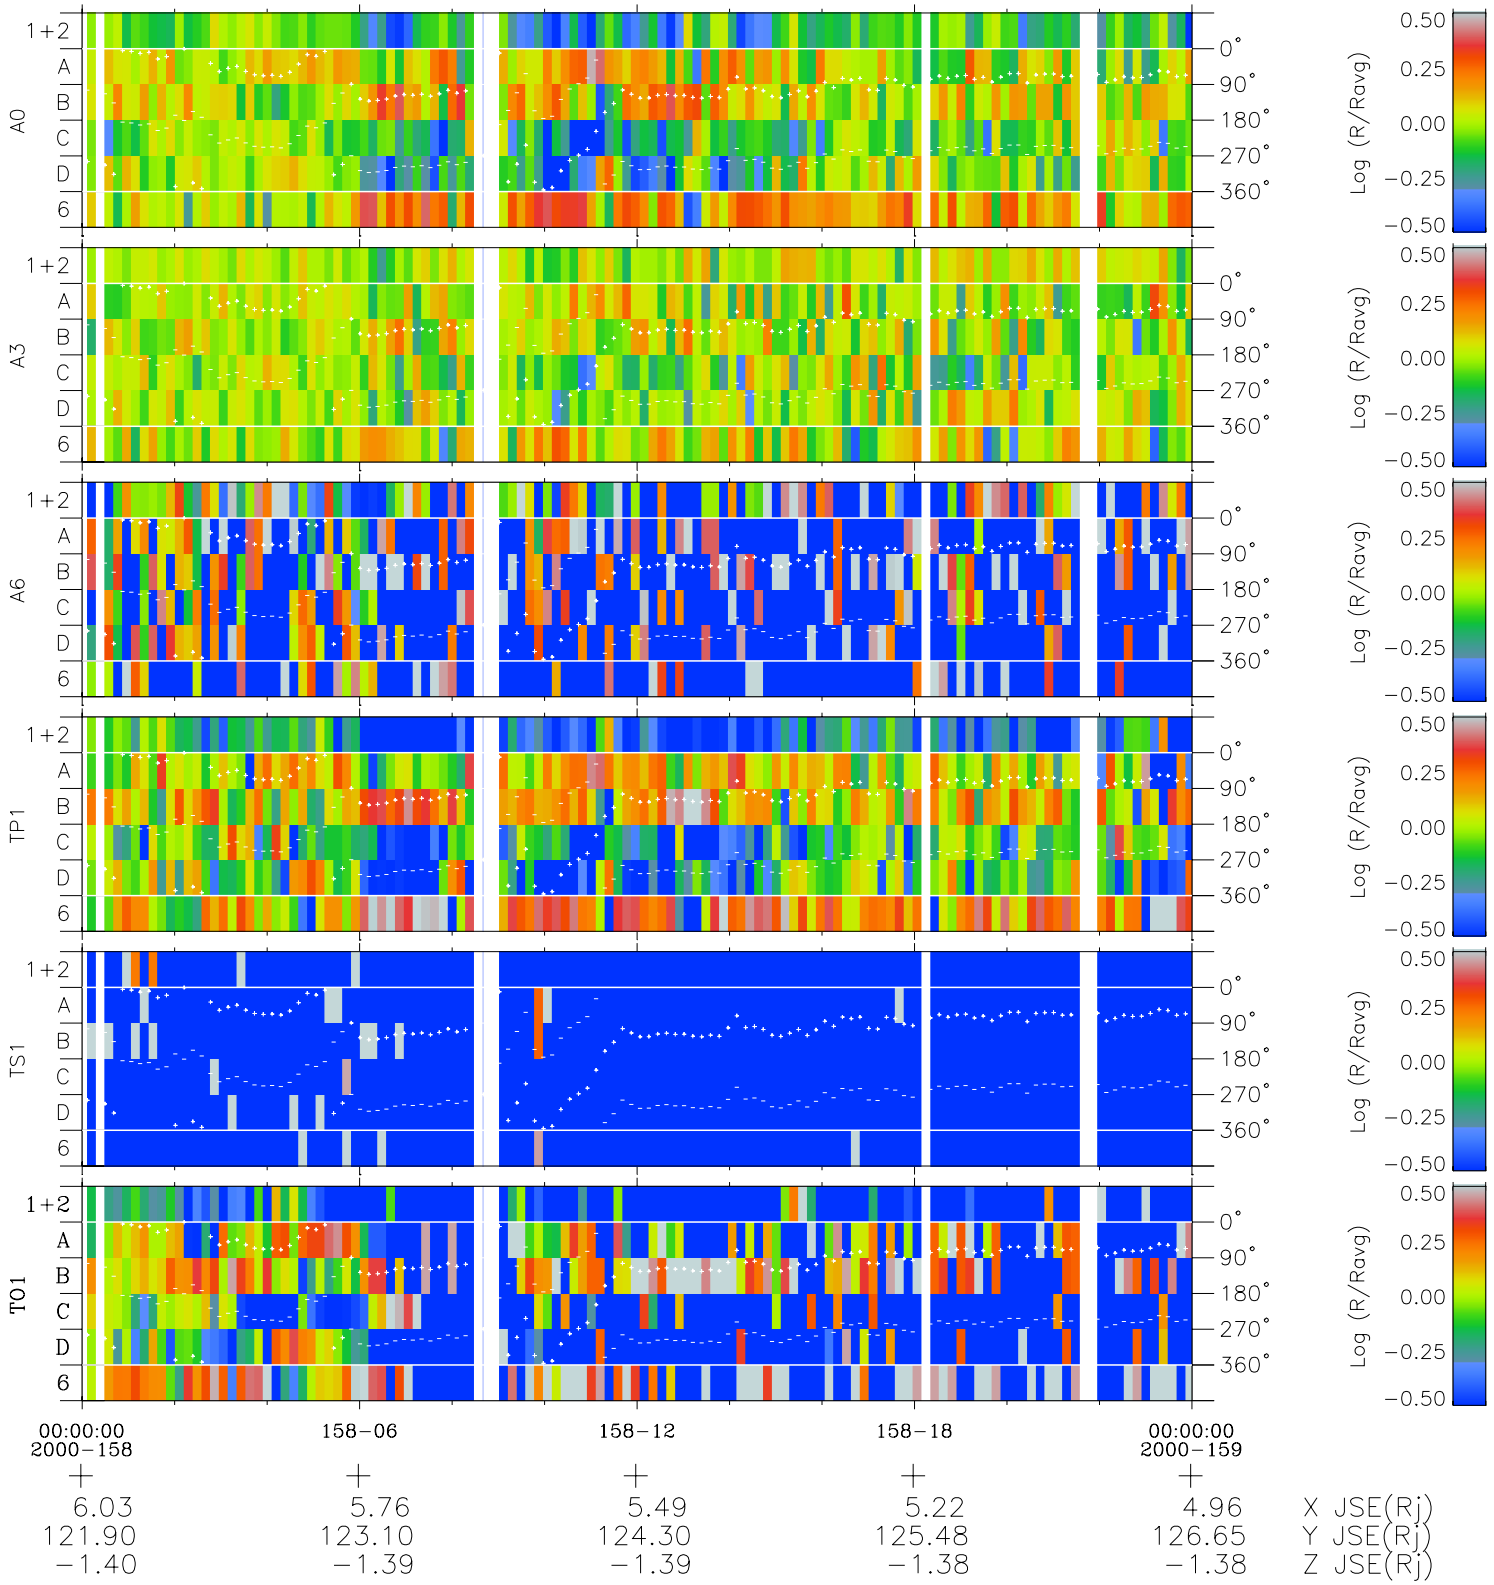 1+2
A
B
C
D
6
A0
0°
90°
180°
270°
360°
Log (R/Ravg)
0.50
0.25
0.00
−0.25
−0.50
1+2
A
B
C
D
6
A3
0°
90°
180°
270°
360°
Log (R/Ravg)
0.50
0.25
0.00
−0.25
−0.50
1+2
A
B
C
D
6
A6
0°
90°
180°
270°
360°
Log (R/Ravg)
0.50
0.25
0.00
−0.25
−0.50
1+2
A
B
C
D
6
TP1
0°
90°
180°
270°
360°
Log (R/Ravg)
0.50
0.25
0.00
−0.25
−0.50
1+2
A
B
C
D
6
TS1
0°
90°
180°
270°
360°
Log (R/Ravg)
0.50
0.25
0.00
−0.25
−0.50
1+2
A
B
C
D
6
TO1
0°
90°
180°
270°
360°
Log (R/Ravg)
0.50
0.25
0.00
−0.25
−0.50
00:00:00 158−06 158−12 158−18 00:00:00
2000−158 2000−159
6.03 5.76 5.49 5.22 4.96 X JSE(Rj)
121.90 123.10 124.30 125.48 126.65 Y JSE(Rj)
−1.40 −1.39 −1.39 −1.38 −1.38 Z JSE(Rj)